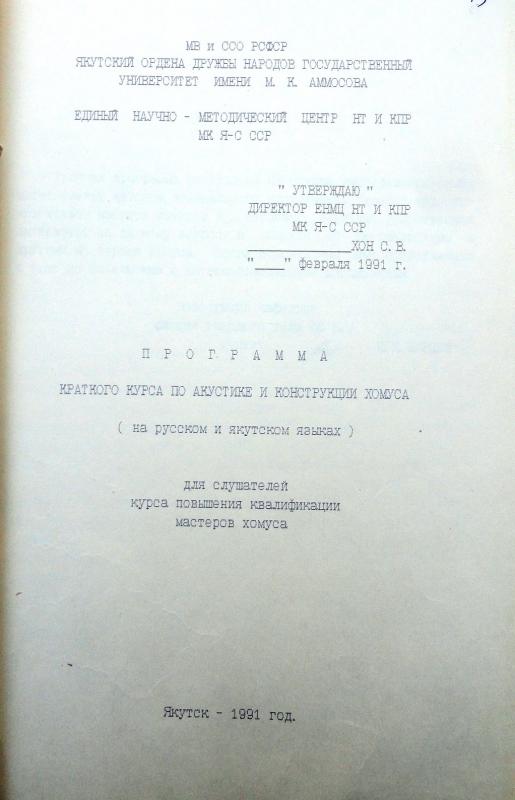 МВ и ССО РСФСР
ЯКУТСКИЙ ОРДЕНА ДРУЖБЫ НАРОДОВ ГОСУДАРСТВЕННЫЙ
УНИВЕРСИТЕТ ИМЕНИ М. К. АММОСОВА
ЕДИНЫЙ НАУЧНО - МЕТОДИЧЕСКИЙ ЦЕНТР НТ И КПР
МК Я-С ССР
" УТВЕРЖДАЮ "
ДИРЕКТОР ЕНМЦ НТ И КПР
МК Я-С ССР
______________ХОН С. В.
"____" февраля 1991 г.
П Р О Г Р А М М А
КРАТКОГО КУРСА ПО АКУСТИКЕ И КОНСТРУКЦИИ ХОМУСА
( на русском и якутском языках )
для слушателей
курса повышения квалификации
мастеров хомуса
Якутск - 1991 год.